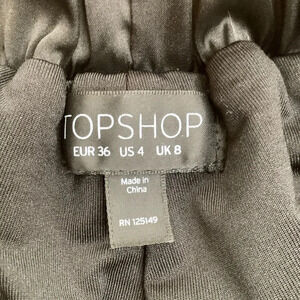 TOPSHOP
EUR 36 US 4 UK 8
Made in
China
RN 125149